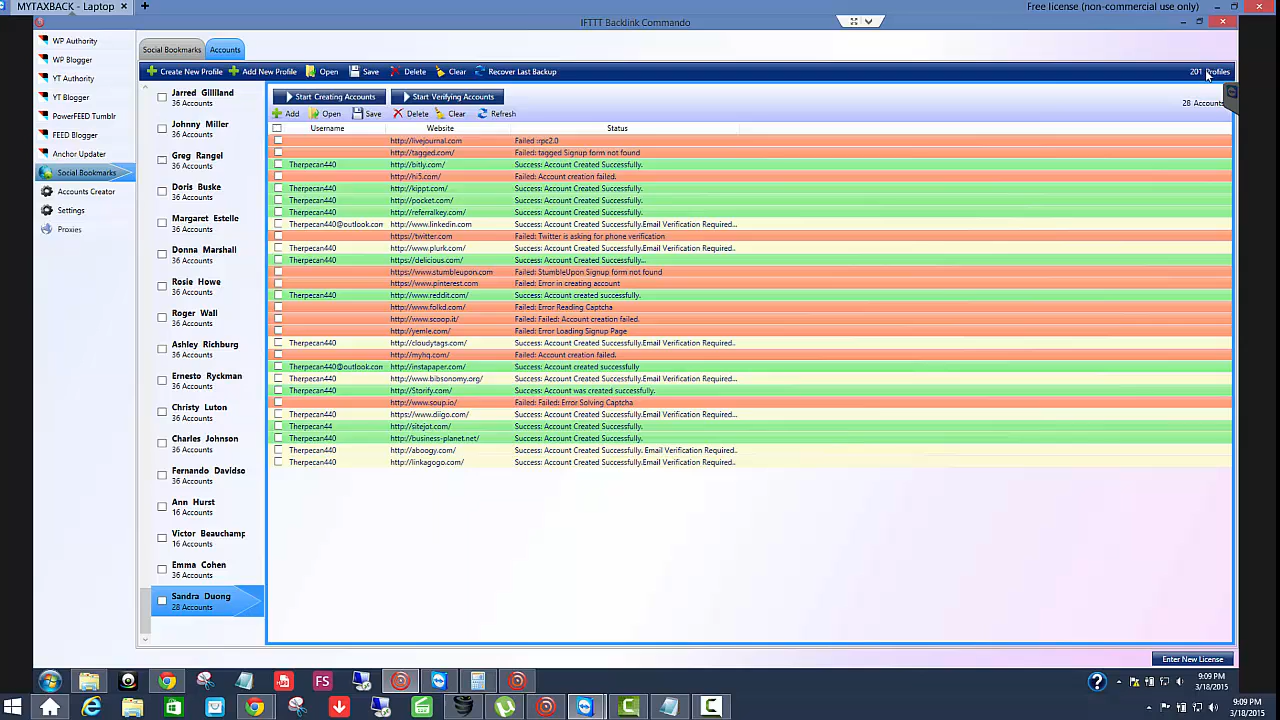 MYTAXBACK - Laptop × +
Free license (non-commercial use only)
IFTTT Backlink Commando
WP Authority
WP Blogger
YT Authority
YT Blogger
PowerFEED Tumblr
FEED Blogger
Anchor Updater
Social Bookmarks
Accounts Creator
Settings
Proxies
Social Bookmarks Accounts
Create New Profile Add New Profile Open Save Delete Clear Recover Last Backup 201 Profiles
Jarred Gilliland
36 Accounts
Johnny Miller
36 Accounts
Greg Rangel
36 Accounts
Doris Buske
36 Accounts
Margaret Estelle
36 Accounts
Donna Marshall
36 Accounts
Rosie Howe
36 Accounts
Roger Wall
36 Accounts
Ashley Richburg
36 Accounts
Ernesto Ryckman
36 Accounts
Christy Luton
36 Accounts
Charles Johnson
36 Accounts
Fernando Davidso
36 Accounts
Ann Hurst
16 Accounts
Victor Beauchamp
16 Accounts
Emma Cohen
36 Accounts
Sandra Duong
28 Accounts
Start Creating Accounts Start Verifying Accounts
28 Accounts
Add Open Save Delete Clear Refresh
Username Website Status
http://livejournal.com Failed :rpc2.0
http://tagged.com/ Failed: tagged Signup form not found
Therpecan440 http://bitly.com/ Success: Account Created Successfully.
http://hi5.com/ Failed: Account creation failed.
Therpecan440 http://kippt.com/ Success: Account Created Successfully.
Therpecan440 http://pocket.com/ Success: Account Created Successfully.
Therpecan440 http://referralkey.com/ Success: Account Created Successfully.
Therpecan440@outlook.con http://www.linkedin.com Success: Account Created Successfully.Email Verification Required...
https://twitter.com Failed: Twitter is asking for phone verification
Therpecan440 http://www.plurk.com/ Success: Account Created Successfully.Email Verification Required..
Therpecan440 https://delicious.com/ Success: Account Created Successfully...
https://www.stumbleupon.com Failed: StumbleUpon Signup form not found
https://www.pinterest.com Failed: Error in creating account
Therpecan440 http://www.reddit.com/ Success: Account created successfully.
http://www.folkd.com/ Failed: Error Reading Captcha
http://www.scoop.it/ Failed: Failed: Account creation failed.
http://yemle.com/ Failed: Error Loading Signup Page
Therpecan440 http://cloudytags.com/ Success: Account Created Successfully.Email Verification Required..
http://myhq.com/ Failed: Account creation failed.
Therpecan440@outlook.com http://instapaper.com/ Success: Account created successfully
Therpecan440 http://www.bibsonomy.org/ Success: Account Created Successfully.Email Verification Required...
Therpecan440 http://Storify.com/ Success: Account was created successfully.
http://www.soup.io/ Failed: Failed: Error Solving Captcha
Therpecan440 https://www.diigo.com/ Success: Account Created Successfully.Email Verification Required...
Therpecan44 http://sitejot.com/ Success: Account Created Successfully.
Therpecan440 http://business-planet.net/ Success: Account Created Successfully.
Therpecan440 http://aboogy.com/ Success: Account Created Successfully. Email Verification Required..
Therpecan440 http://linkagogo.com/ Success: Account Created Successfully.Email Verification Required..
Enter New License
FS
9:09 PM
3/18/2015
9:09 PM
3/18/2015